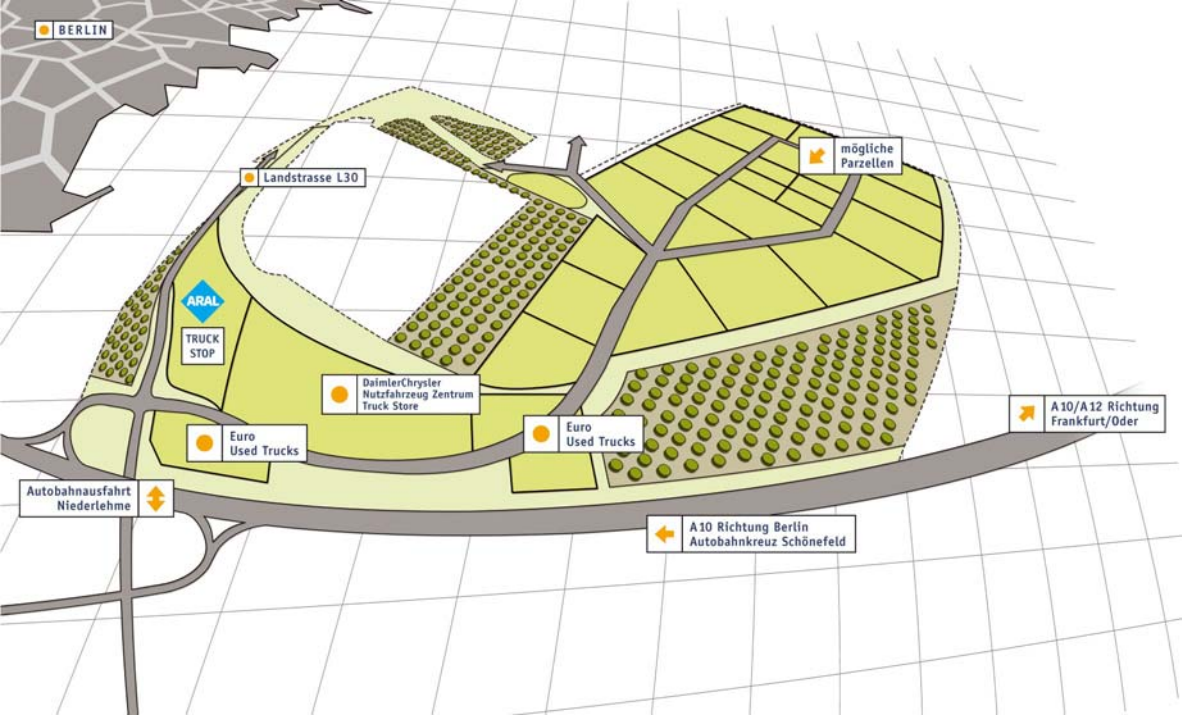 BERLIN
mögliche
Parzellen
Landstrasse L30
ARAL
TRUCK
STOP
DaimlerChrysler
Nutzfahrzeug Zentrum
Truck Store
A10/A12 Richtung
Frankfurt/Oder
Euro
Used Trucks
Euro
Used Trucks
Autobahnausfahrt
Niederlehme
A10 Richtung Berlin
Autobahnkreuz Schönefeld